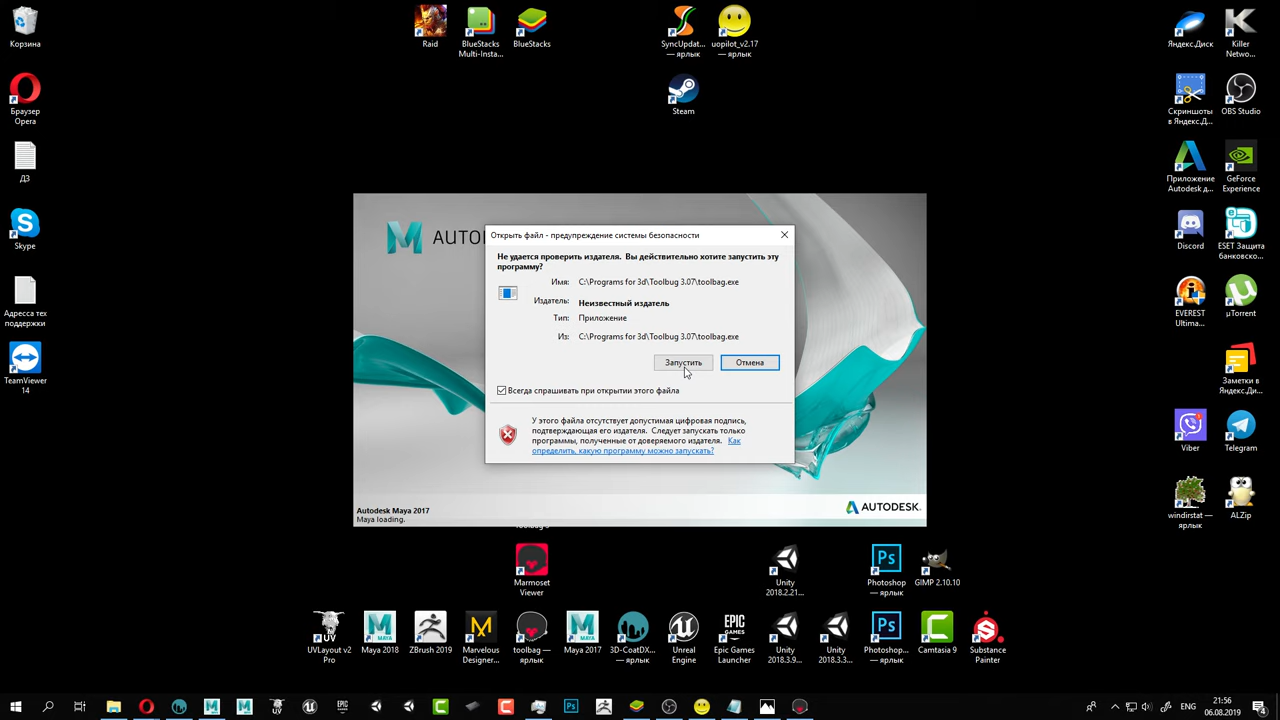 Корзина
Raid
BlueStacks
Multi-Insta...
BlueStacks
SyncUpdat...
— ярлык
uopilot_v2.17
— ярлык
Яндекс.Диск
Killer
Netwo...
Браузер
Opera
Steam
Скриншоты
в Яндекс.Д...
OBS Studio
ДЗ
Приложение
Autodesk д...
GeForce
Experience
Skype
Discord
ESET Защита
банковско...
Адреса тех
поддержки
EVEREST
Ultima...
µTorrent
TeamViewer
14
Заметки в
Яндекс.Ди...
Viber
Telegram
windirstat —
ярлык
ALZip
AUTO
Открыть файл - предупреждение системы безопасности
Не удается проверить издателя. Вы действительно хотите запустить эту
программу?
Имя: C:\Programs for 3d\Toolbug 3.07\toolbag.exe
Издатель: Неизвестный издатель
Тип: Приложение
Из: C:\Programs for 3d\Toolbug 3.07\toolbag.exe
Запустить
Отмена
Всегда спрашивать при открытии этого файла
У этого файла отсутствует допустимая цифровая подпись,
подтверждающая его издателя. Следует запускать только
программы, полученные от доверяемого издателя. Как
определить, какую программу можно запускать?
Autodesk Maya 2017
Maya loading.
AUTODESK.
Marmoset
Viewer
Unity
2018.2.21...
Photoshop
— ярлык
GIMP 2.10.10
UV
UVLayout v2
Pro
MAYA
Maya 2018
ZBrush 2019
Marvelous
Designer...
toolbag —
ярлык
MAYA
Maya 2017
3D-CoatDX...
— ярлык
Unreal
Engine
EPIC
GAMES
Epic Games
Launcher
Unity
2018.3.9...
Unity
2018.3.3...
Ps
Photoshop...
— ярлык
Camtasia 9
Substance
Painter
21:56
06.08.2019